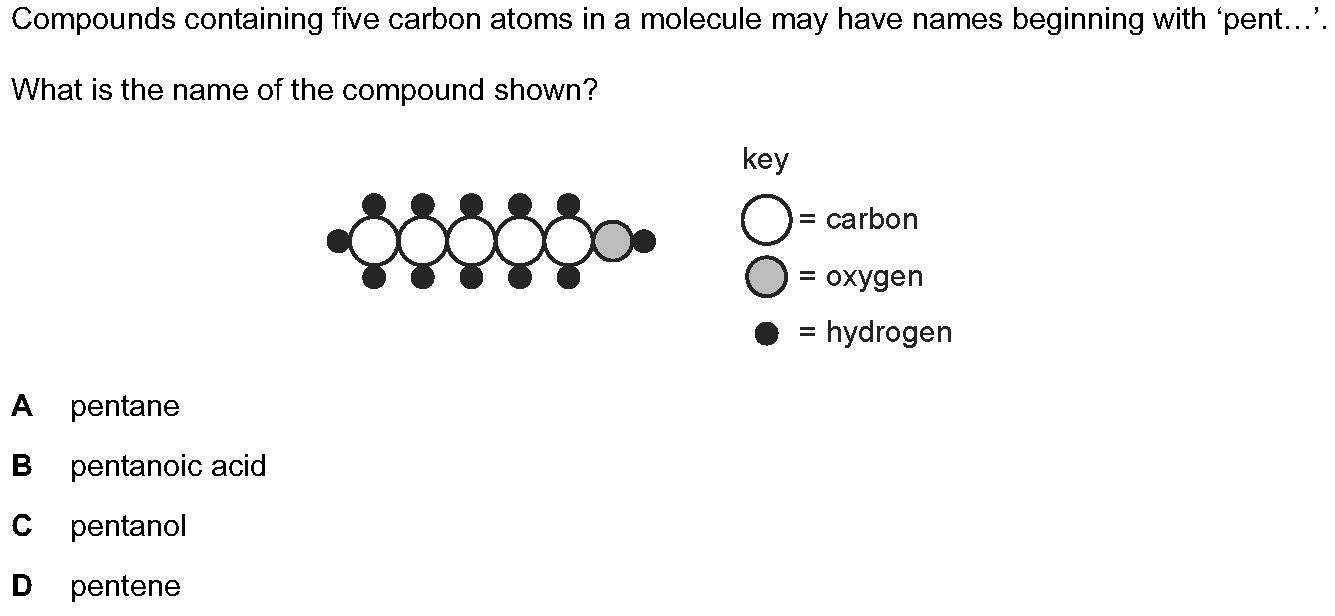 Compounds containing five carbon atoms in a molecule may have names beginning with ‘pent…’.
What is the name of the compound shown?
key
= carbon
= oxygen
= hydrogen
A pentane
B pentanoic acid
C pentanol
D pentene